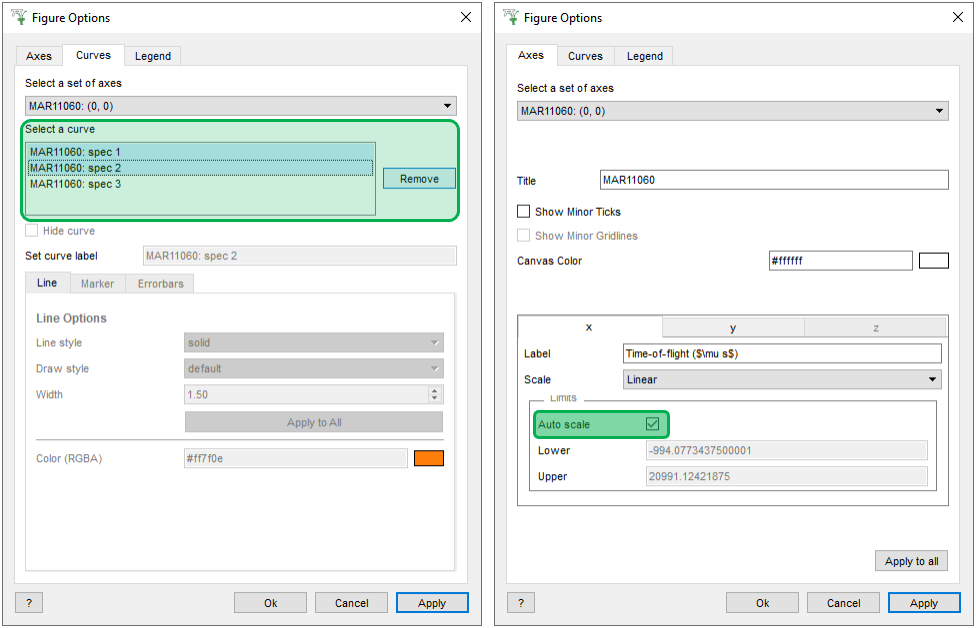 Figure Options
Axes Curves Legend
Select a set of axes
MAR11060: (0, 0)
Select a curve
MAR11060: spec 1
MAR11060: spec 2
MAR11060: spec 3
Remove
Hide curve
Set curve label MAR11060: spec 2
Line Marker Errorbars
Line Options
Line style solid
Draw style default
Width 1.50
Apply to All
Color (RGBA) #ff7f0e
? Ok Cancel Apply
Figure Options
Axes Curves Legend
Select a set of axes
MAR11060: (0, 0)
Title MAR11060
Show Minor Ticks
Show Minor Gridlines
Canvas Color #ffffff
x y z
Label Time-of-flight ($\mu s$)
Scale Linear
Limits
Auto scale
Lower -994.0773437500001
Upper 20991.12421875
Apply to all
? Ok Cancel Apply